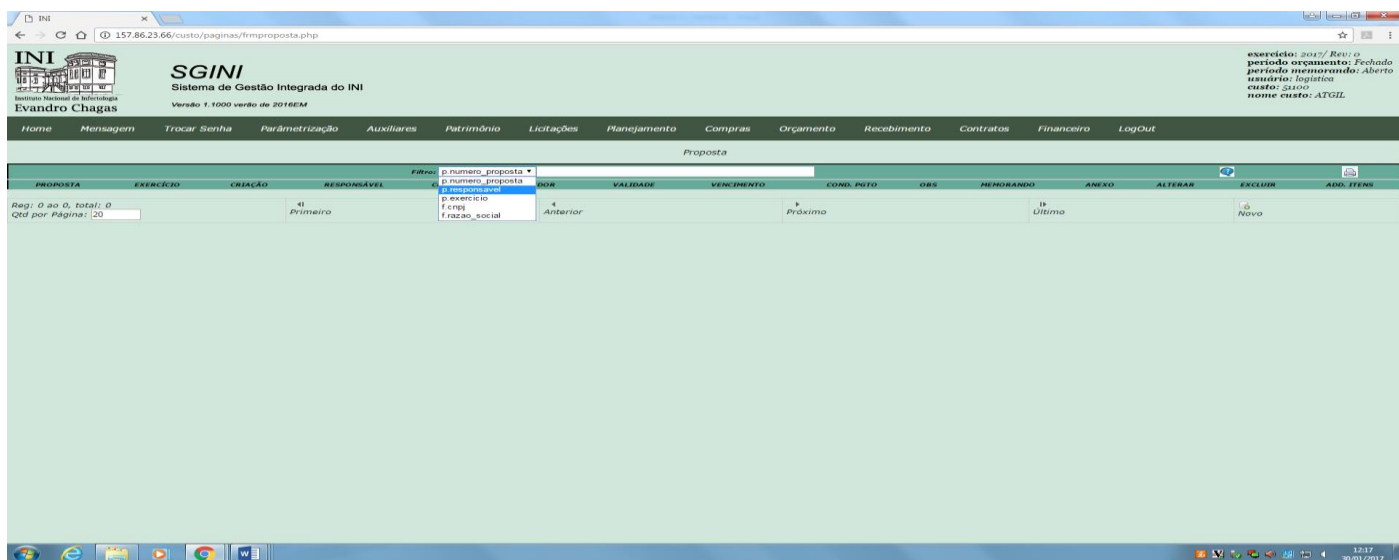 INI
157.86.23.66/custo/paginas/frmproposta.php
INI
Instituto Nacional de Infectologia
Evandro Chagas
SGINI
Sistema de Gestão Integrada do INI
Versão 1.1000 verão de 2016EM
exercício: 2017/ Rev: 0
período orçamento: Fechado
período memorando: Aberto
usuário: logística
custo: 51100
nome custo: ATGIL
Home Mensagem Trocar Senha Parâmetrização Auxiliares Patrimônio Licitações Planejamento Compras Orçamento Recebimento Contratos Financeiro LogOut
Proposta
Filtro: p.numero_proposta
PROPOSTA EXERCÍCIO CRIAÇÃO RESPONSÁVEL VALIDADE VENCIMENTO COND. PGTO OBS MEMORANDO ANEXO ALTERAR EXCLUIR ADD. ITENS
p.numero_proposta
p.responsavel
p.exercicio
f.cnpj
f.razao_social
Reg: 0 ao 0, total: 0
Qtd por Página: 20
Primeiro Anterior Próximo Último Novo
12:17
30/01/2017